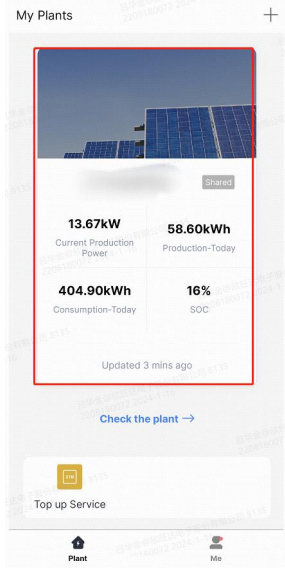 My Plants
Shared
13.67kW
58.60kWh
Current Production
Power
Production-Today
404.90kWh
16%
Consumption-Today
SOC
Updated 3 mins ago
Check the plant →
Top up Service
Plant
Me